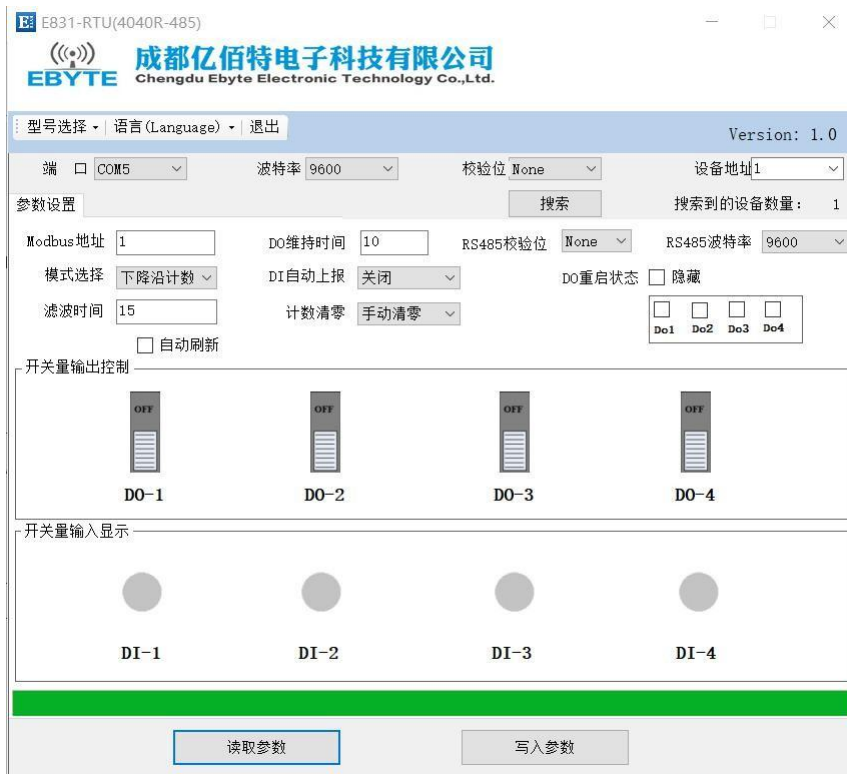 E831-RTU(4040R-485)
EBYTE 成都亿佰特电子科技有限公司
Chengdu Ebyte Electronic Technology Co.,Ltd.
型号选择 语言(Language) 退出
Version: 1.0
端 口 COM5 波特率 9600 校验位 None 设备地址 1
参数设置 搜索 搜索到的设备数量: 1
Modbus地址 1 DO维持时间 10 RS485校验位 None RS485波特率 9600
模式选择 下降沿计数 DI自动上报 关闭 DO重启状态 隐藏
滤波时间 15 计数清零 手动清零
Do1 Do2 Do3 Do4
自动刷新
开关量输出控制
OFF OFF OFF OFF
DO-1 DO-2 DO-3 DO-4
开关量输入显示
DI-1 DI-2 DI-3 DI-4
读取参数 写入参数